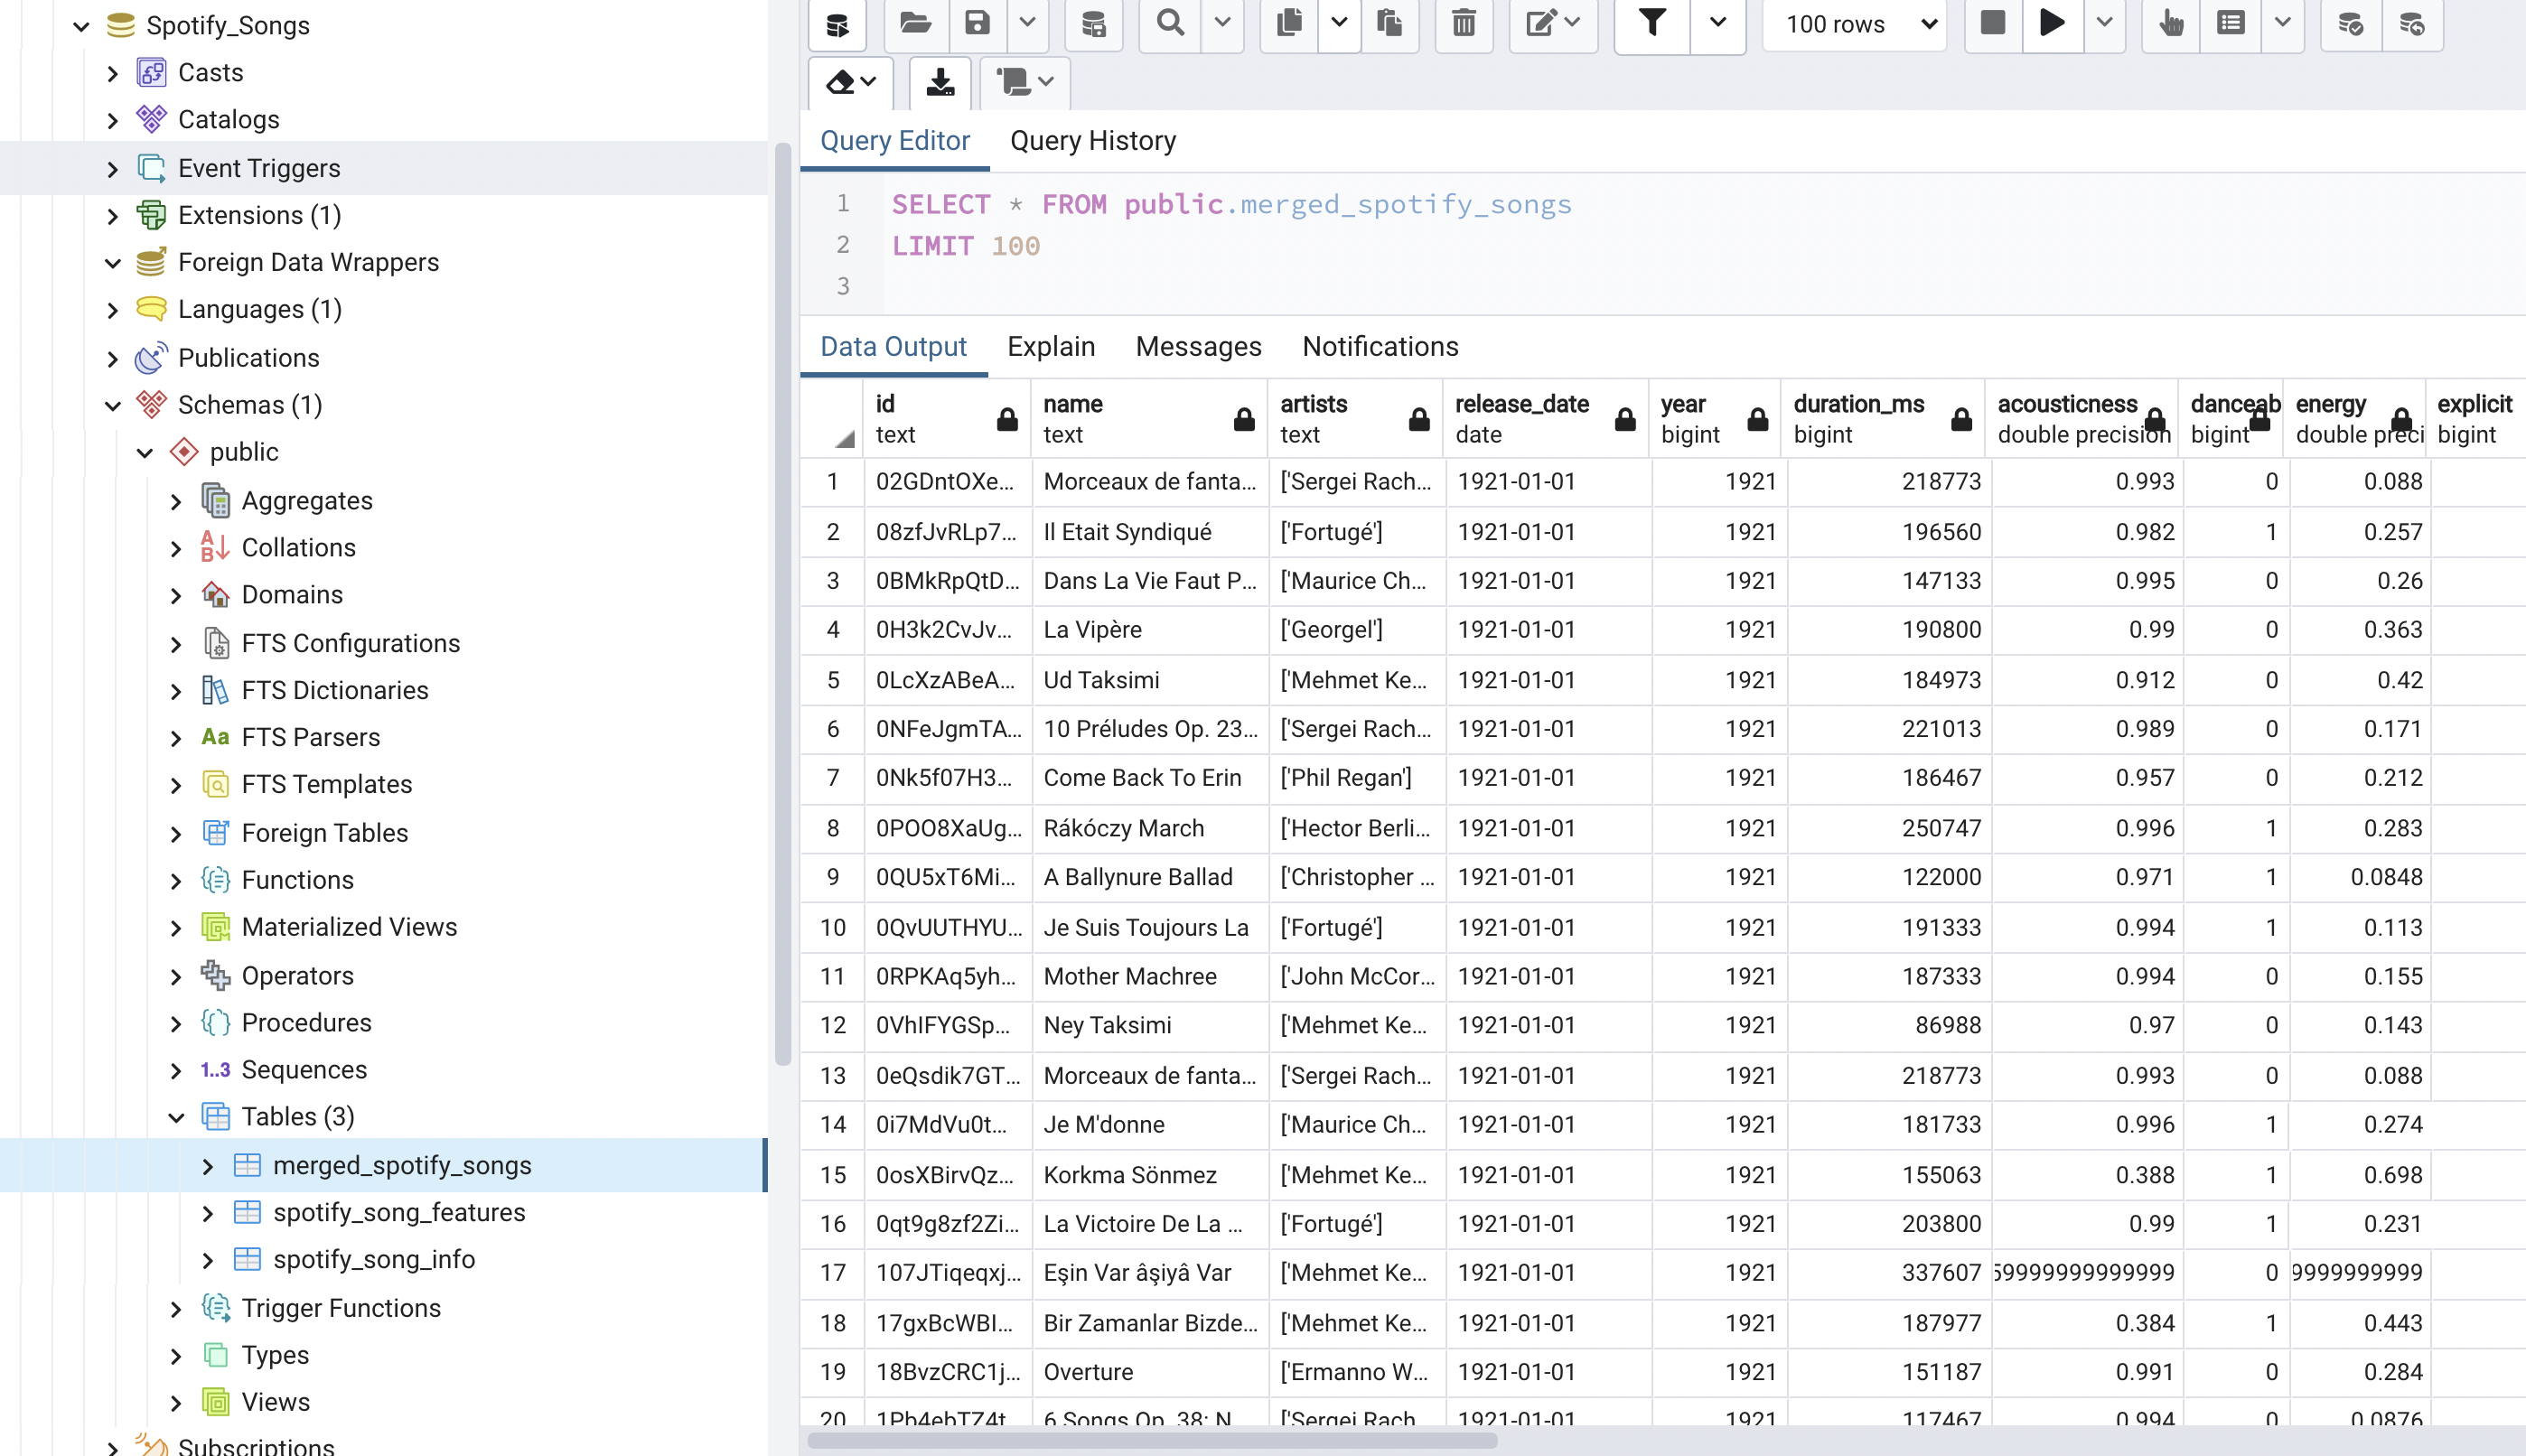 Spotify_Songs
Casts
Catalogs
Event Triggers
Extensions (1)
Foreign Data Wrappers
Languages (1)
Publications
Schemas (1)
public
Aggregates
Collations
Domains
FTS Configurations
FTS Dictionaries
Aa FTS Parsers
FTS Templates
Foreign Tables
Functions
Materialized Views
Operators
Procedures
1..3 Sequences
Tables (3)
merged_spotify_songs
spotify_song_features
spotify_song_info
Trigger Functions
Types
Views
Subscriptions
100 rows
Query Editor Query History
1 SELECT * FROM public.merged_spotify_songs
2 LIMIT 100
3
Data Output Explain Messages Notifications
id name artists release_date year duration_ms acousticness danceab energy explicit
text text text date bigint bigint double precision bigint double preci bigint
1 02GDntOXe... Morceaux de fanta... ['Sergei Rach... 1921-01-01 1921 218773 0.993 0 0.088
2 08zfJvRLp7... Il Etait Syndiqué ['Fortugé'] 1921-01-01 1921 196560 0.982 1 0.257
3 0BMkRpQtD... Dans La Vie Faut P... ['Maurice Ch... 1921-01-01 1921 147133 0.995 0 0.26
4 0H3k2CvJv... La Vipère ['Georgel'] 1921-01-01 1921 190800 0.99 0 0.363
5 0LcXzABeA... Ud Taksimi ['Mehmet Ke... 1921-01-01 1921 184973 0.912 0 0.42
6 0NFeJgmTA... 10 Préludes Op. 23... ['Sergei Rach... 1921-01-01 1921 221013 0.989 0 0.171
7 0Nk5f07H3... Come Back To Erin ['Phil Regan'] 1921-01-01 1921 186467 0.957 0 0.212
8 0POO8XaUg... Rákóczy March ['Hector Berli... 1921-01-01 1921 250747 0.996 1 0.283
9 0QU5xT6Mi... A Ballynure Ballad ['Christopher ... 1921-01-01 1921 122000 0.971 1 0.0848
10 0QvUUTHYU... Je Suis Toujours La ['Fortugé'] 1921-01-01 1921 191333 0.994 1 0.113
11 0RPKAq5yh... Mother Machree ['John McCor... 1921-01-01 1921 187333 0.994 0 0.155
12 0VhIFYGSp... Ney Taksimi ['Mehmet Ke... 1921-01-01 1921 86988 0.97 0 0.143
13 0eQsdik7GT... Morceaux de fanta... ['Sergei Rach... 1921-01-01 1921 218773 0.993 0 0.088
14 0i7MdVu0t... Je M'donne ['Maurice Ch... 1921-01-01 1921 181733 0.996 1 0.274
15 0osXBirvQz... Korkma Sönmez ['Mehmet Ke... 1921-01-01 1921 155063 0.388 1 0.698
16 0qt9g8zf2Zi... La Victoire De La ... ['Fortugé'] 1921-01-01 1921 203800 0.99 1 0.231
17 107JTiqeqxj... Eşin Var âşiyâ Var ['Mehmet Ke... 1921-01-01 1921 337607 59999999999999 0 9999999999
18 17gxBcWBI... Bir Zamanlar Bizde... ['Mehmet Ke... 1921-01-01 1921 187977 0.384 1 0.443
19 18BvzCRC1j... Overture ['Ermanno W... 1921-01-01 1921 151187 0.991 0 0.284
20 1Pb4ebTZ4t 6 Songs Op. 38: N ['Sergei Rach 1921-01-01 1921 117467 0.994 0 0.0876